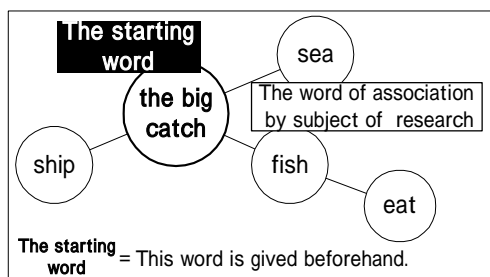 The starting
word
sea
the big
catch
The word of association
by subject of research
ship
fish
eat
The starting
word = This word is gived beforehand.